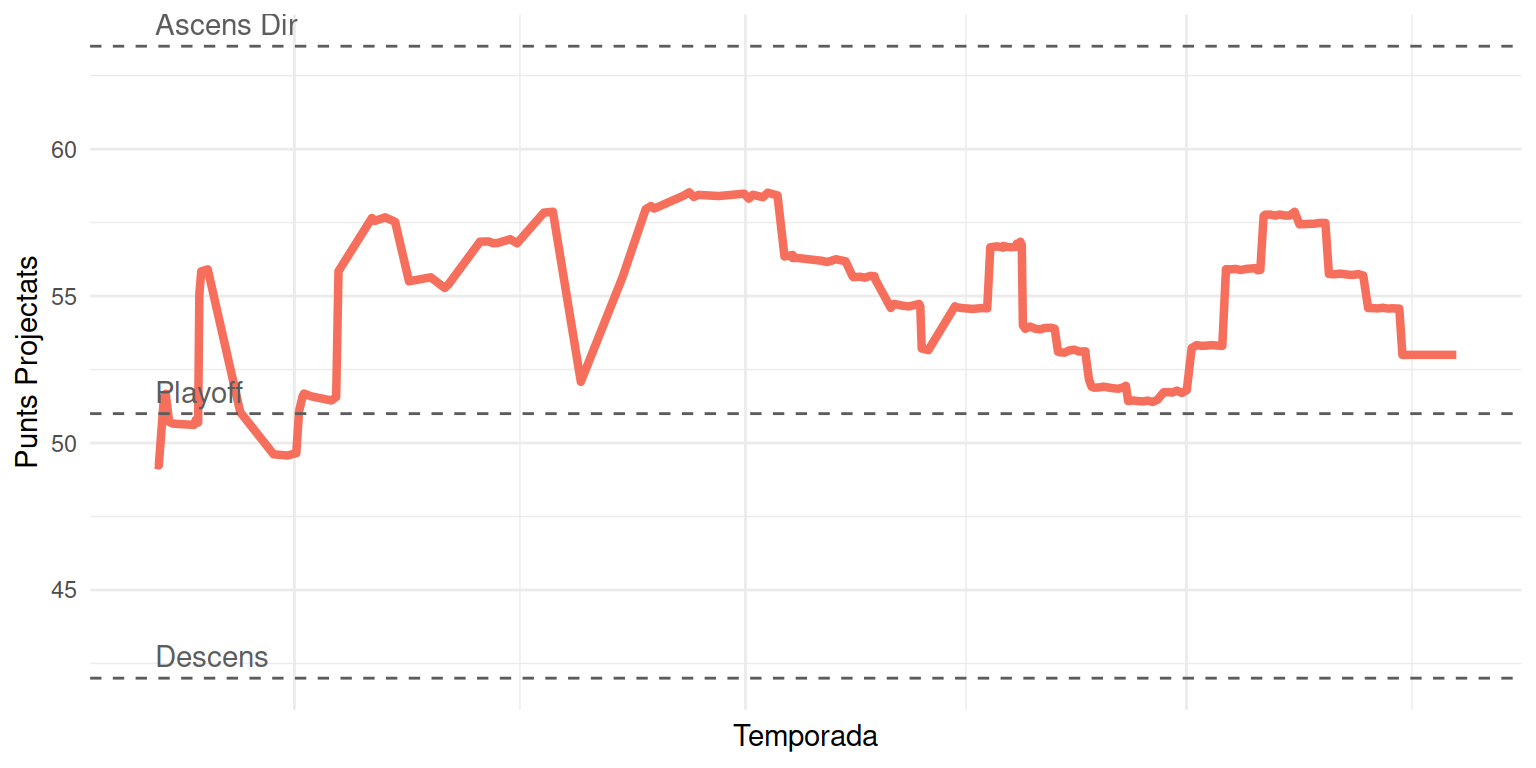 Ascens Dir
60
55
Playoff
50
45
Descens
Punts Projectats
Temporada